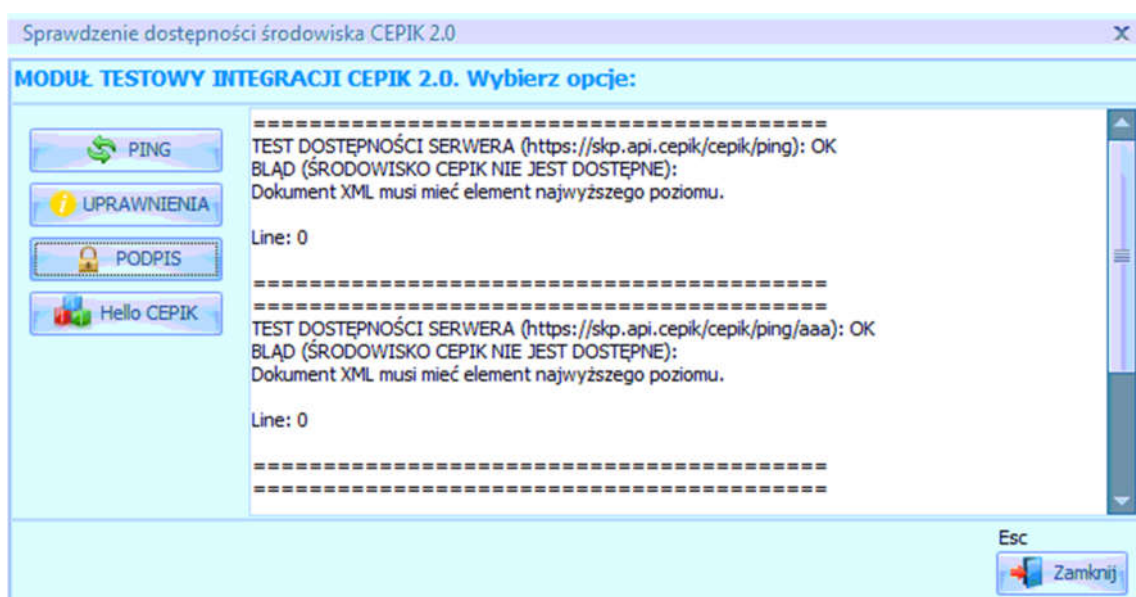 Sprawdzenie dostępności środowiska CEPIK 2.0
X
MODUŁ TESTOWY INTEGRACJI CEPIK 2.0. Wybierz opcje:
PING
UPRAWNIENIA
PODPIS
Hello CEPIK
=========================================
TEST DOSTĘPNOŚCI SERWERA (https://skp.api.cepik/cepik/ping): OK
BLĄD (ŚRODOWISKO CEPIK NIE JEST DOSTĘPNE):
Dokument XML musi mieć element najwyższego poziomu.
Line: 0
=========================================
=========================================
TEST DOSTĘPNOŚCI SERWERA (https://skp.api.cepik/cepik/ping/aaa): OK
BLĄD (ŚRODOWISKO CEPIK NIE JEST DOSTĘPNE):
Dokument XML musi mieć element najwyższego poziomu.
Line: 0
=========================================
=========================================
Esc
Zamknij